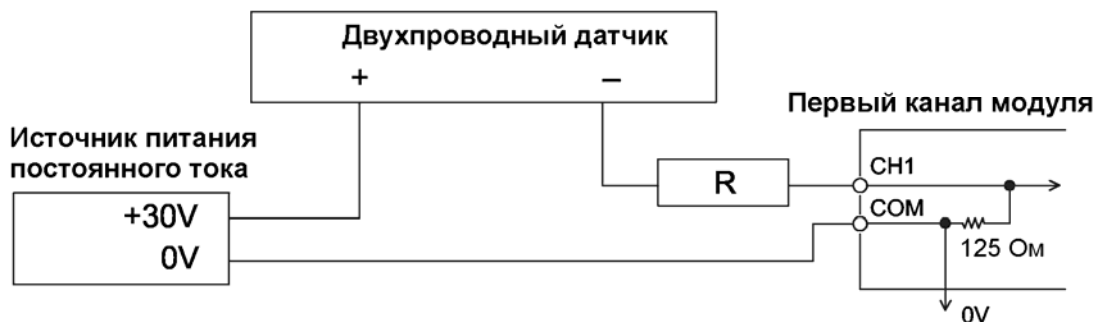 Двухпроводный датчик
+ –
Первый канал модуля
Источник питания
постоянного тока
R
CH1
+30V
COM
0V
125 Ом
0V